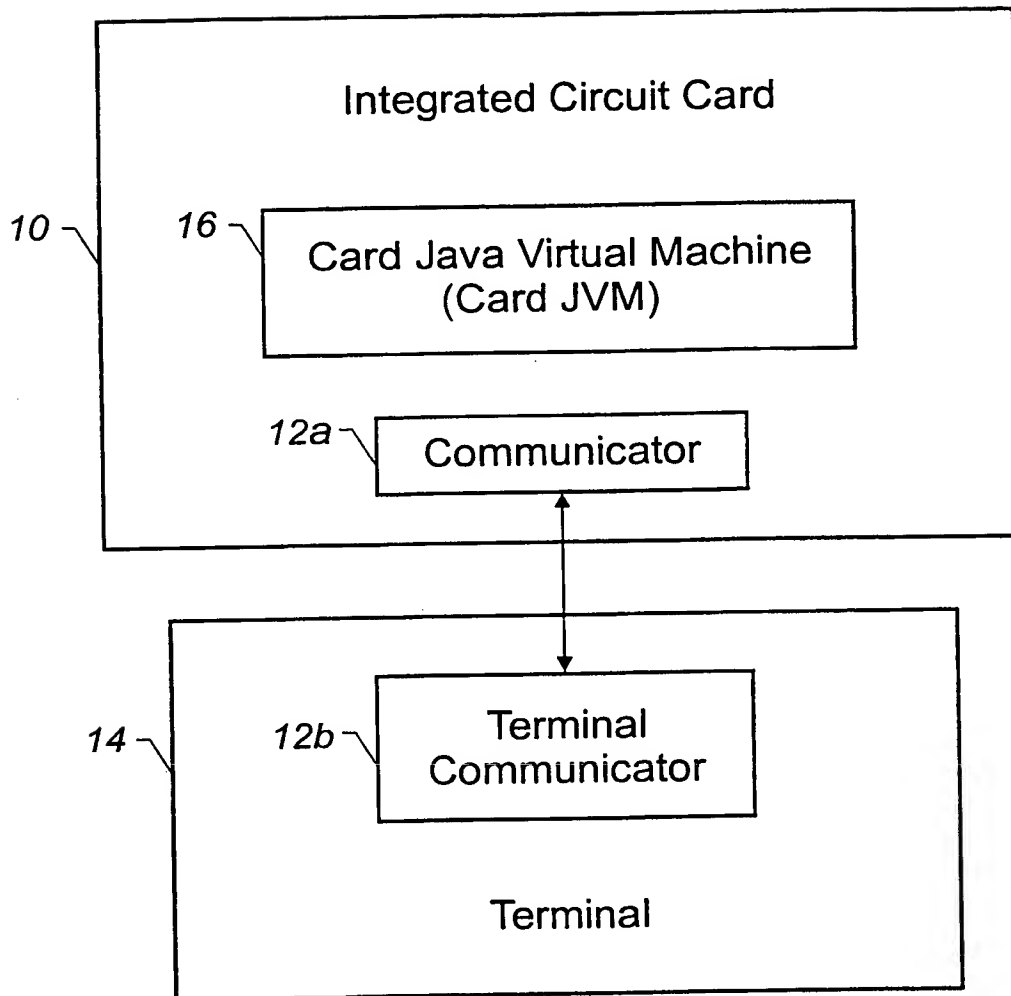 Integrated Circuit Card
10
16
Card Java Virtual Machine
(Card JVM)
12a
Communicator
14
12b
Terminal
Communicator
Terminal